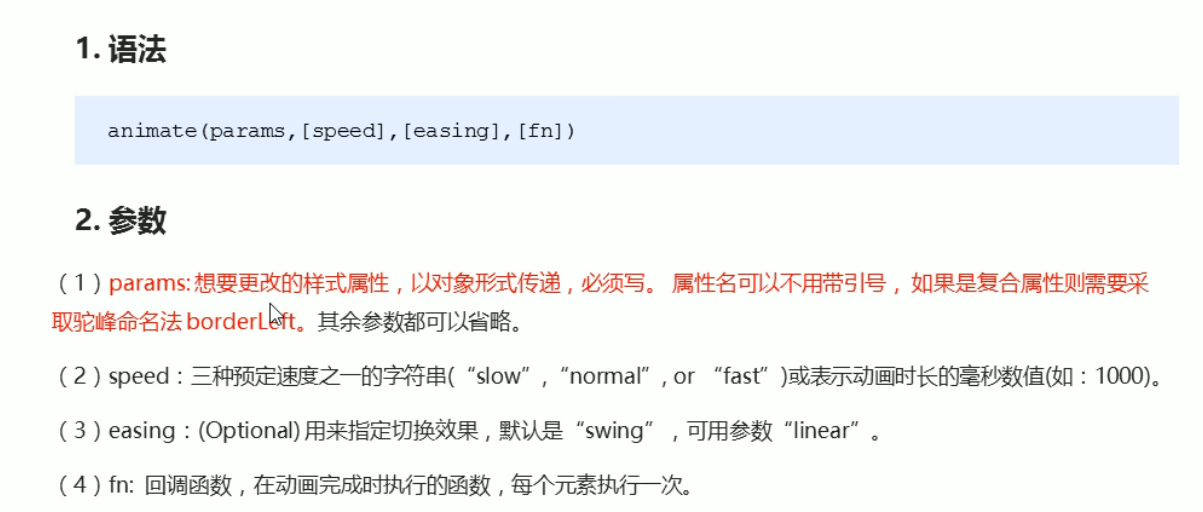 1. 语法
animate(params,[speed],[easing],[fn])
2. 参数
（1）params: 想要更改的样式属性，以对象形式传递，必须写。 属性名可以不用带引号， 如果是复合属性则需要采
取驼峰命名法 borderLeft。其余参数都可以省略。
（2）speed：三种预定速度之一的字符串(“slow”,“normal”, or “fast”)或表示动画时长的毫秒数值(如：1000)。
（3）easing：(Optional) 用来指定切换效果，默认是“swing”，可用参数“linear”。
（4）fn: 回调函数，在动画完成时执行的函数，每个元素执行一次。